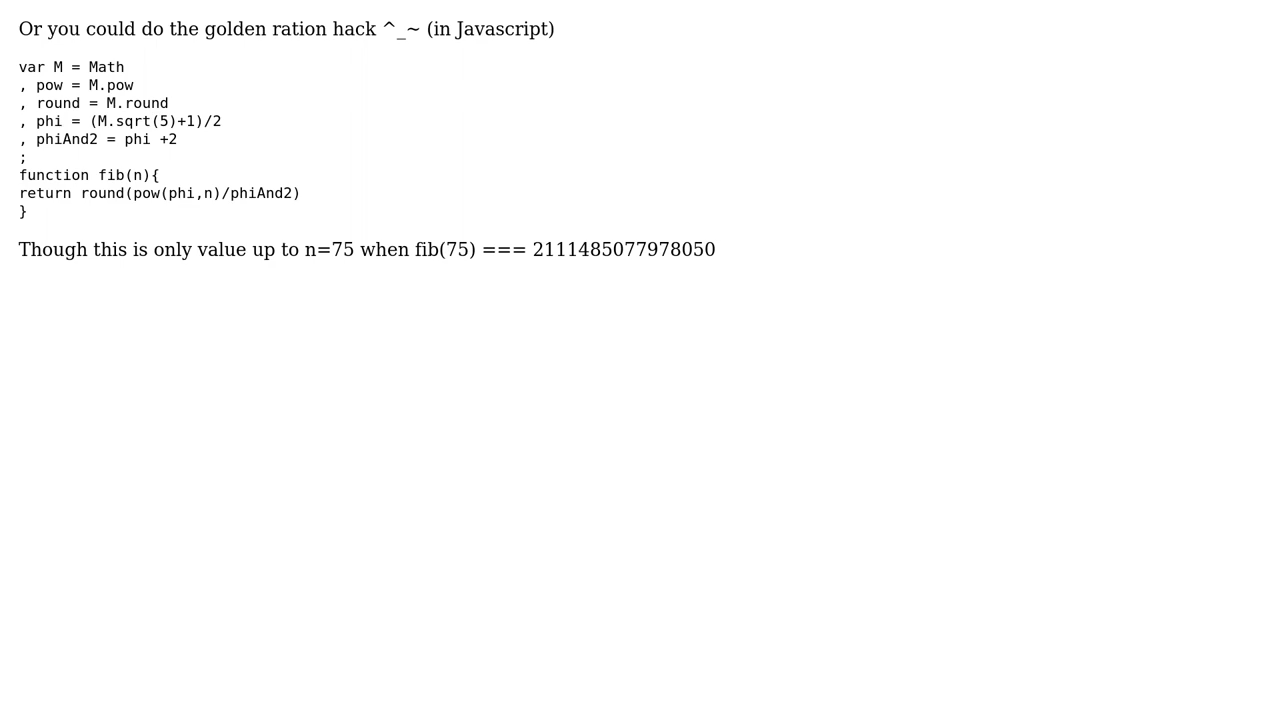 Or you could do the golden ration hack ^_~ (in Javascript)
var M = Math
, pow = M.pow
, round = M.round
, phi = (M.sqrt(5)+1)/2
, phiAnd2 = phi +2
;
function fib(n){
return round(pow(phi,n)/phiAnd2)
}
Though this is only value up to n=75 when fib(75) === 2111485077978050